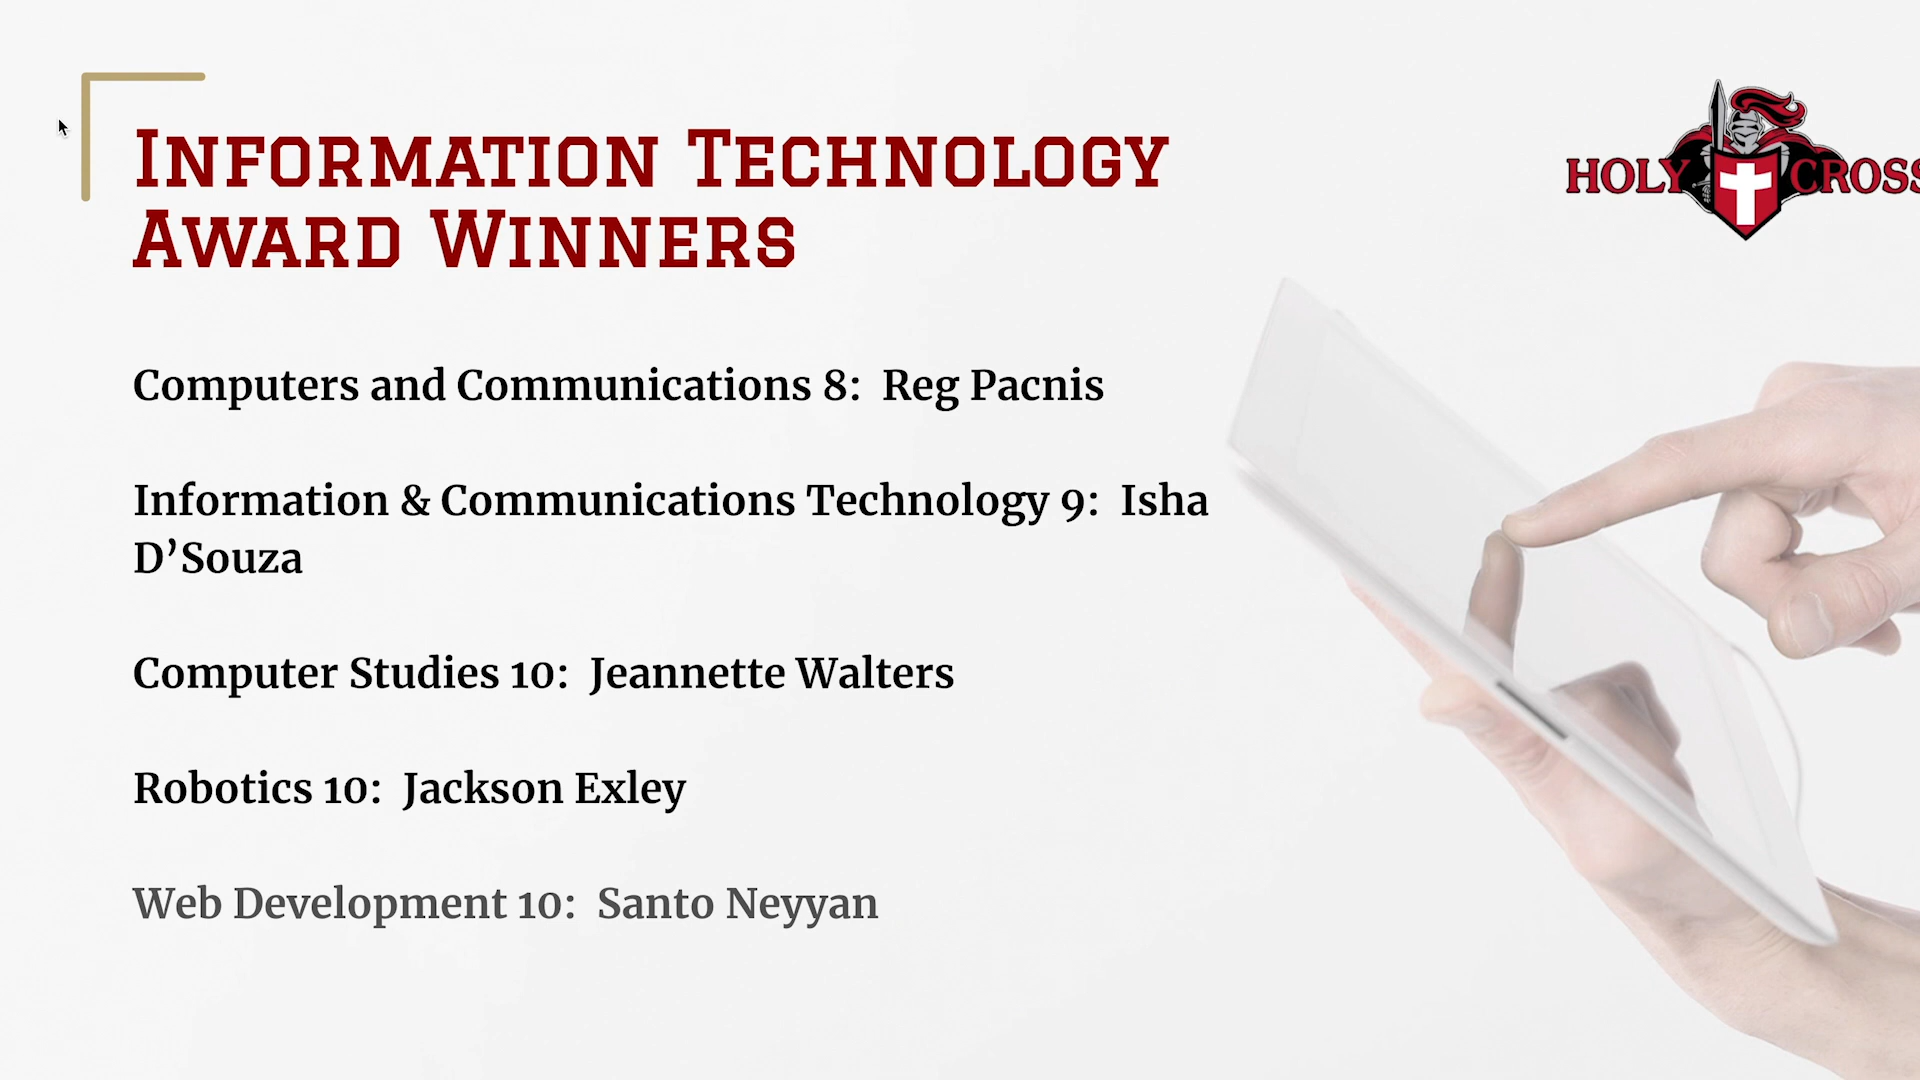 Information Technology
Award Winners
HOLY CROSS
Computers and Communications 8:  Reg Pacnis
Information & Communications Technology 9:  Isha
D’Souza
Computer Studies 10:  Jeannette Walters
Robotics 10:  Jackson Exley
Web Development 10:  Santo Neyyan